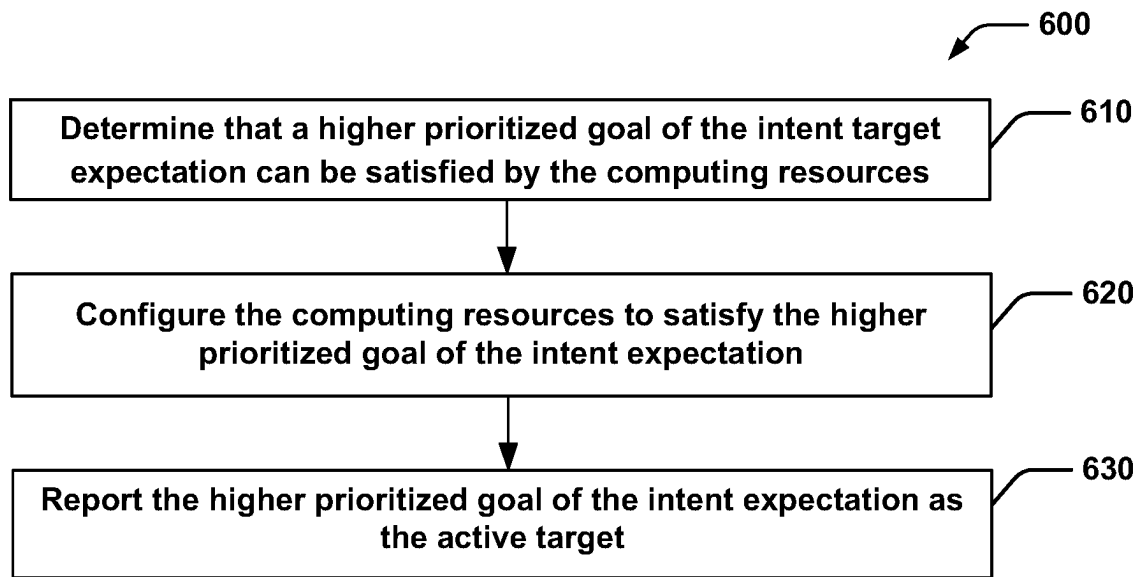 600
Determine that a higher prioritized goal of the intent target
expectation can be satisfied by the computing resources
610
Configure the computing resources to satisfy the higher
prioritized goal of the intent expectation
620
Report the higher prioritized goal of the intent expectation as
the active target
630